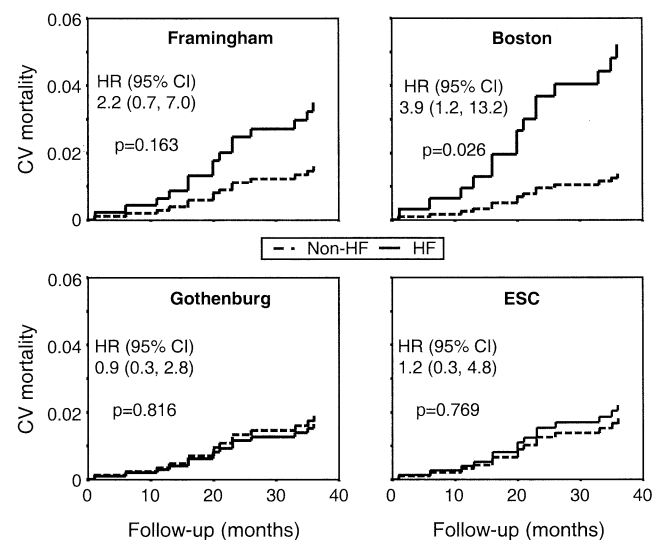 0.06
Framingham
Boston
HR (95% CI)
2.2 (0.7, 7.0)
HR (95% CI)
3.9 (1.2, 13.2)
0.04
CV mortality
p=0.163
p=0.026
0.02
0
Non-HF HF
0.06
Gothenburg
ESC
HR (95% CI)
0.9 (0.3, 2.8)
HR (95% CI)
1.2 (0.3, 4.8)
0.04
CV mortality
p=0.816
p=0.769
0.02
0
0 10 20 30 40
0 10 20 30 40
Follow-up (months)
Follow-up (months)